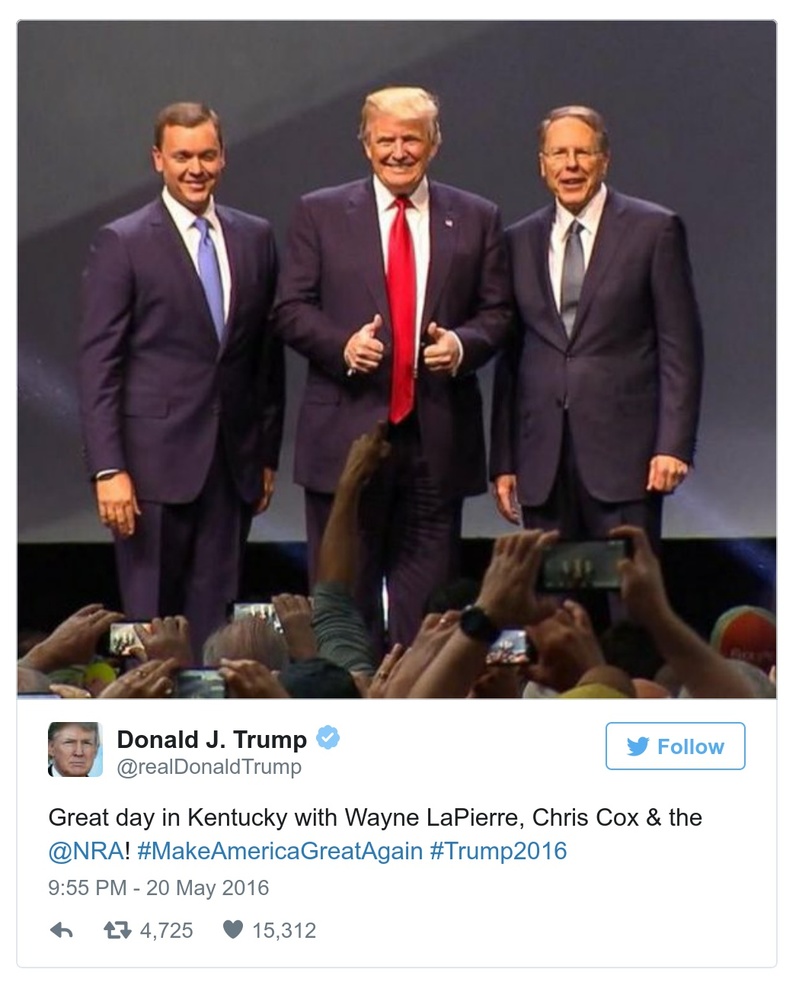 Donald J. Trump
@realDonaldTrump
Follow
Great day in Kentucky with Wayne LaPierre, Chris Cox & the
@NRA! #MakeAmericaGreatAgain #Trump2016
9:55 PM - 20 May 2016
4,725 15,312